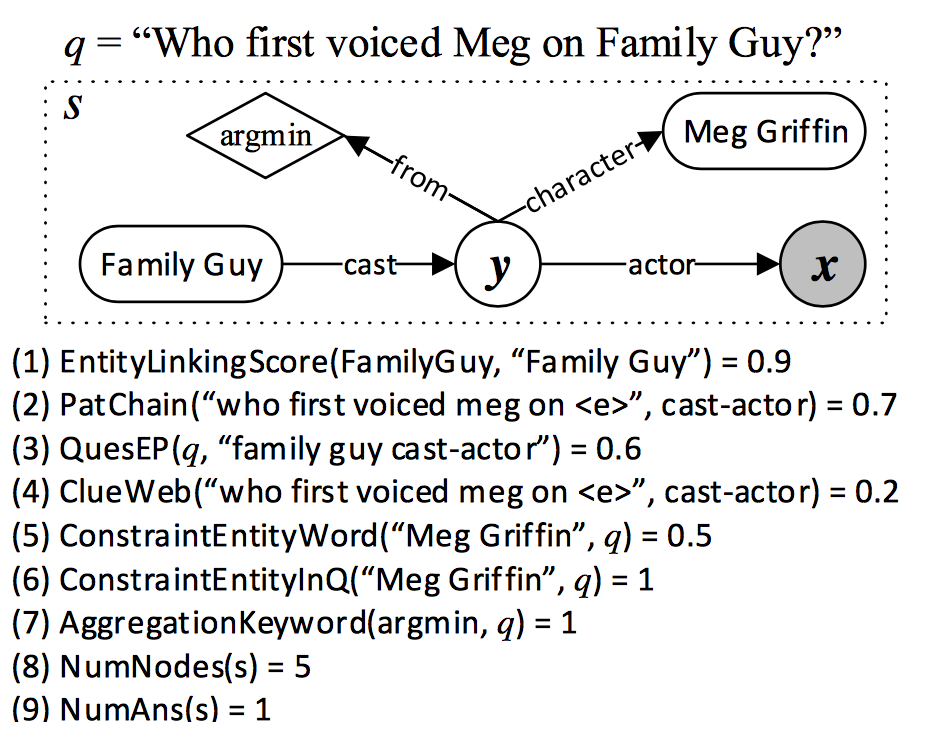 q = “Who first voiced Meg on Family Guy?”
s
argmin
Meg Griffin
from
character
Family Guy
cast
y
actor
x
(1) EntityLinkingScore(FamilyGuy, “Family Guy”) = 0.9
(2) PatChain(“who first voiced meg on <e>”, cast-actor) = 0.7
(3) QuesEP(q, “family guy cast-actor”) = 0.6
(4) ClueWeb(“who first voiced meg on <e>”, cast-actor) = 0.2
(5) ConstraintEntityWord(“Meg Griffin”, q) = 0.5
(6) ConstraintEntityInQ(“Meg Griffin”, q) = 1
(7) AggregationKeyword(argmin, q) = 1
(8) NumNodes(s) = 5
(9) NumAns(s) = 1